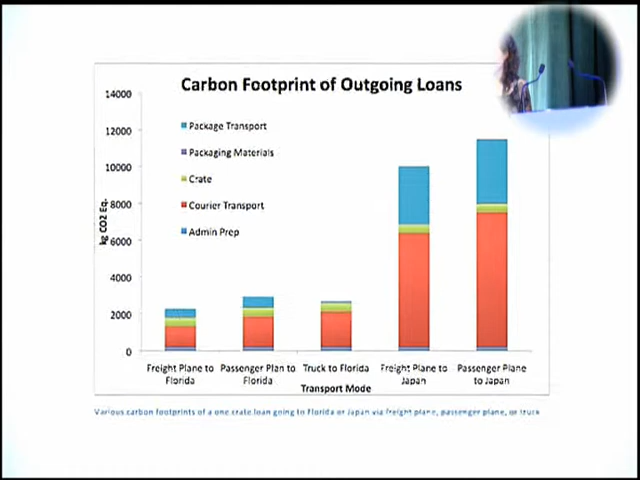 Carbon Footprint of Outgoing Loans
14000
12000
10000
8000
6000
4000
2000
0
kg CO2 Eq.
Package Transport
Packaging Materials
Crate
Courier Transport
Admin Prep
Freight Plane to Florida
Passenger Plan to Florida
Truck to Florida
Freight Plane to Japan
Passenger Plane to Japan
Transport Mode
Various carbon footprints of a one crate loan going to Florida or Japan via freight plane, passenger plane, or truck